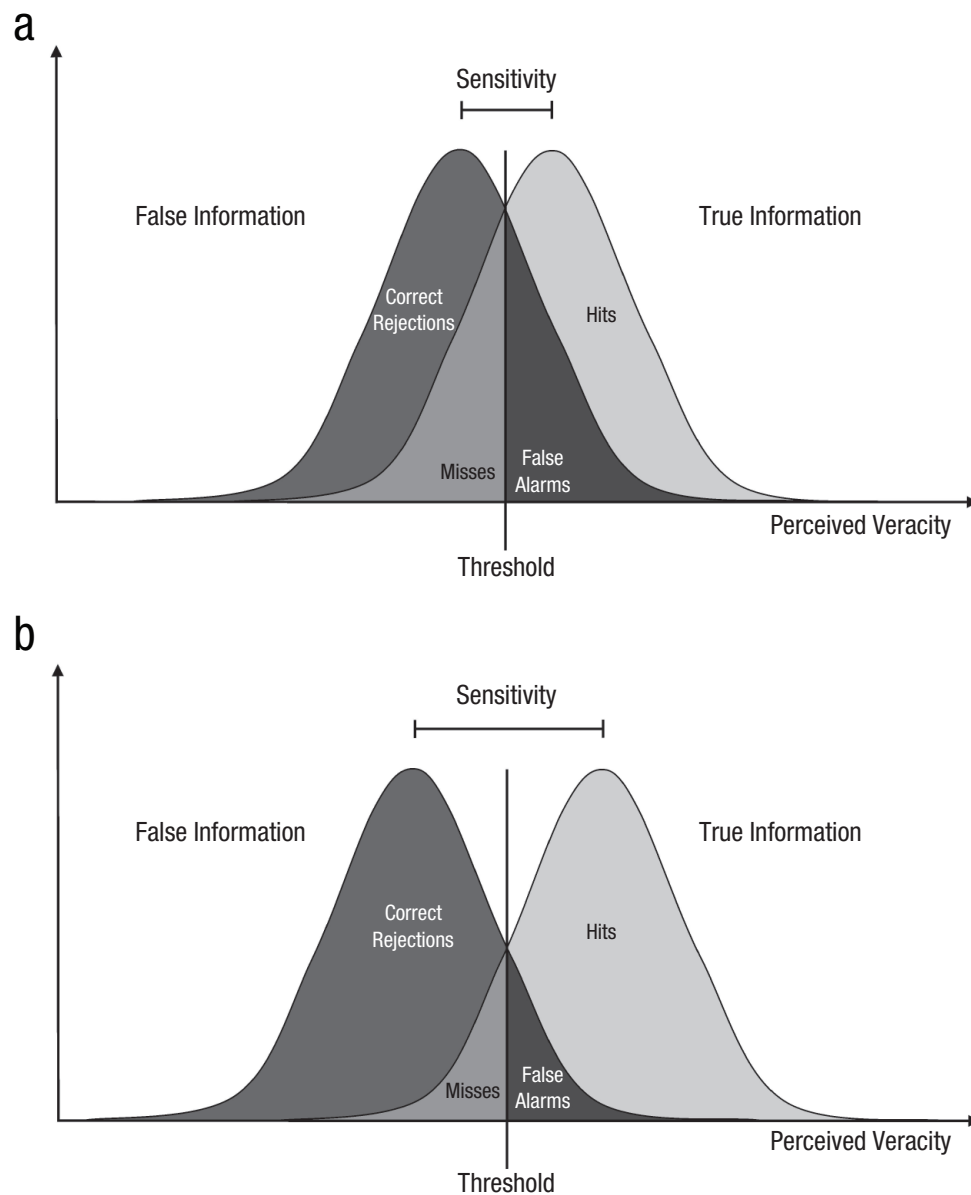 a
Sensitivity
False Information
True Information
Correct
Rejections
Hits
Misses
False
Alarms
Perceived Veracity
Threshold
b
Sensitivity
False Information
True Information
Correct
Rejections
Hits
Misses
False
Alarms
Perceived Veracity
Threshold